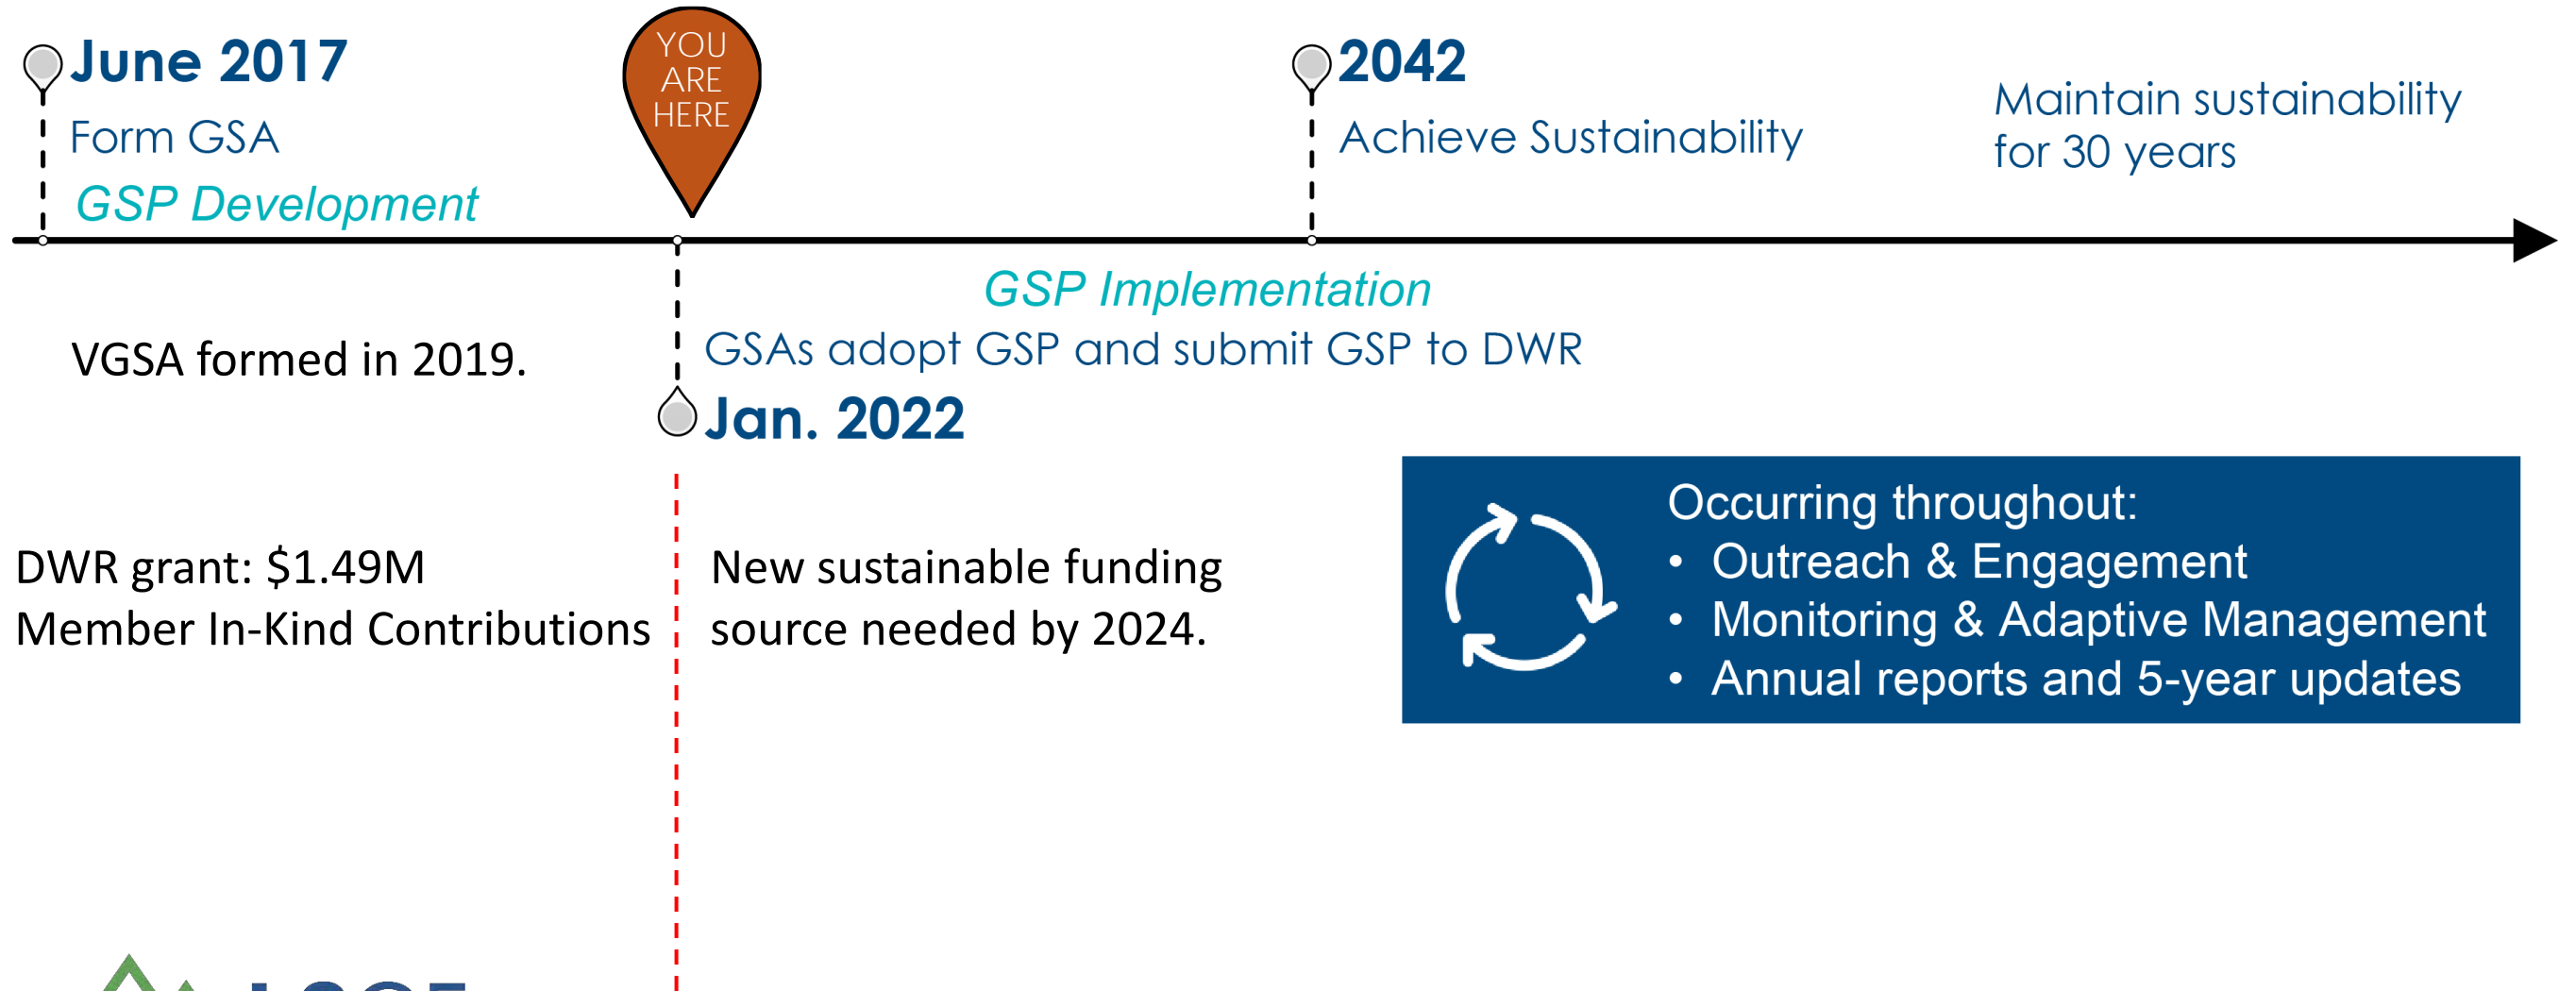 June 2017
Form GSA
GSP Development
YOU
ARE
HERE
2042
Achieve Sustainability
Maintain sustainability
for 30 years
GSP Implementation
VGSA formed in 2019.
GSAs adopt GSP and submit GSP to DWR
Jan. 2022
DWR grant: $1.49M
Member In-Kind Contributions
New sustainable funding
source needed by 2024.
Occurring throughout:
• Outreach & Engagement
• Monitoring & Adaptive Management
• Annual reports and 5-year updates